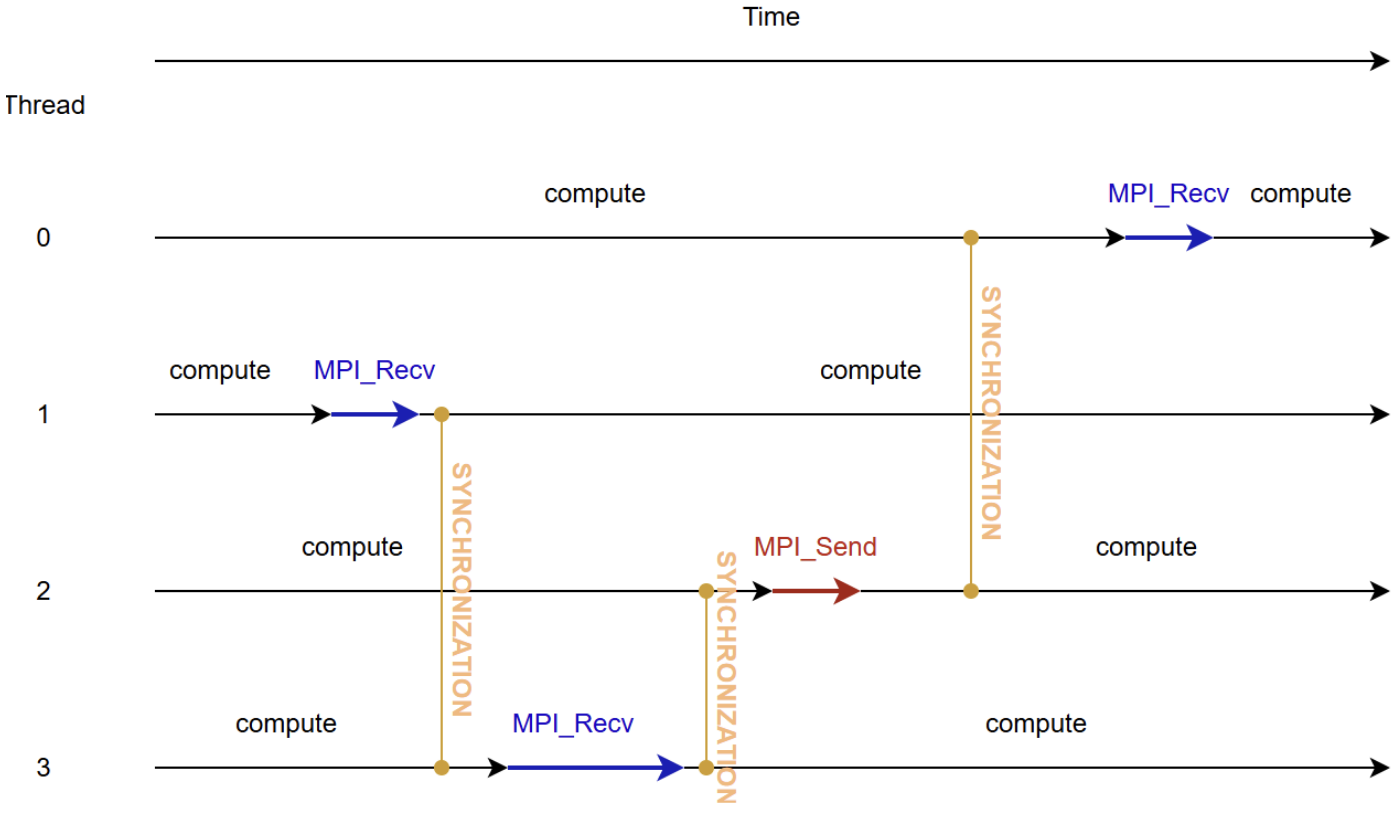 Time
Thread
compute
MPI_Recv
compute
0
SYNCHRONIZATION
compute
MPI_Recv
compute
1
SYNCHRONIZATION
compute
SYNCHRONIZATION
MPI_Send
compute
2
compute
MPI_Recv
compute
3